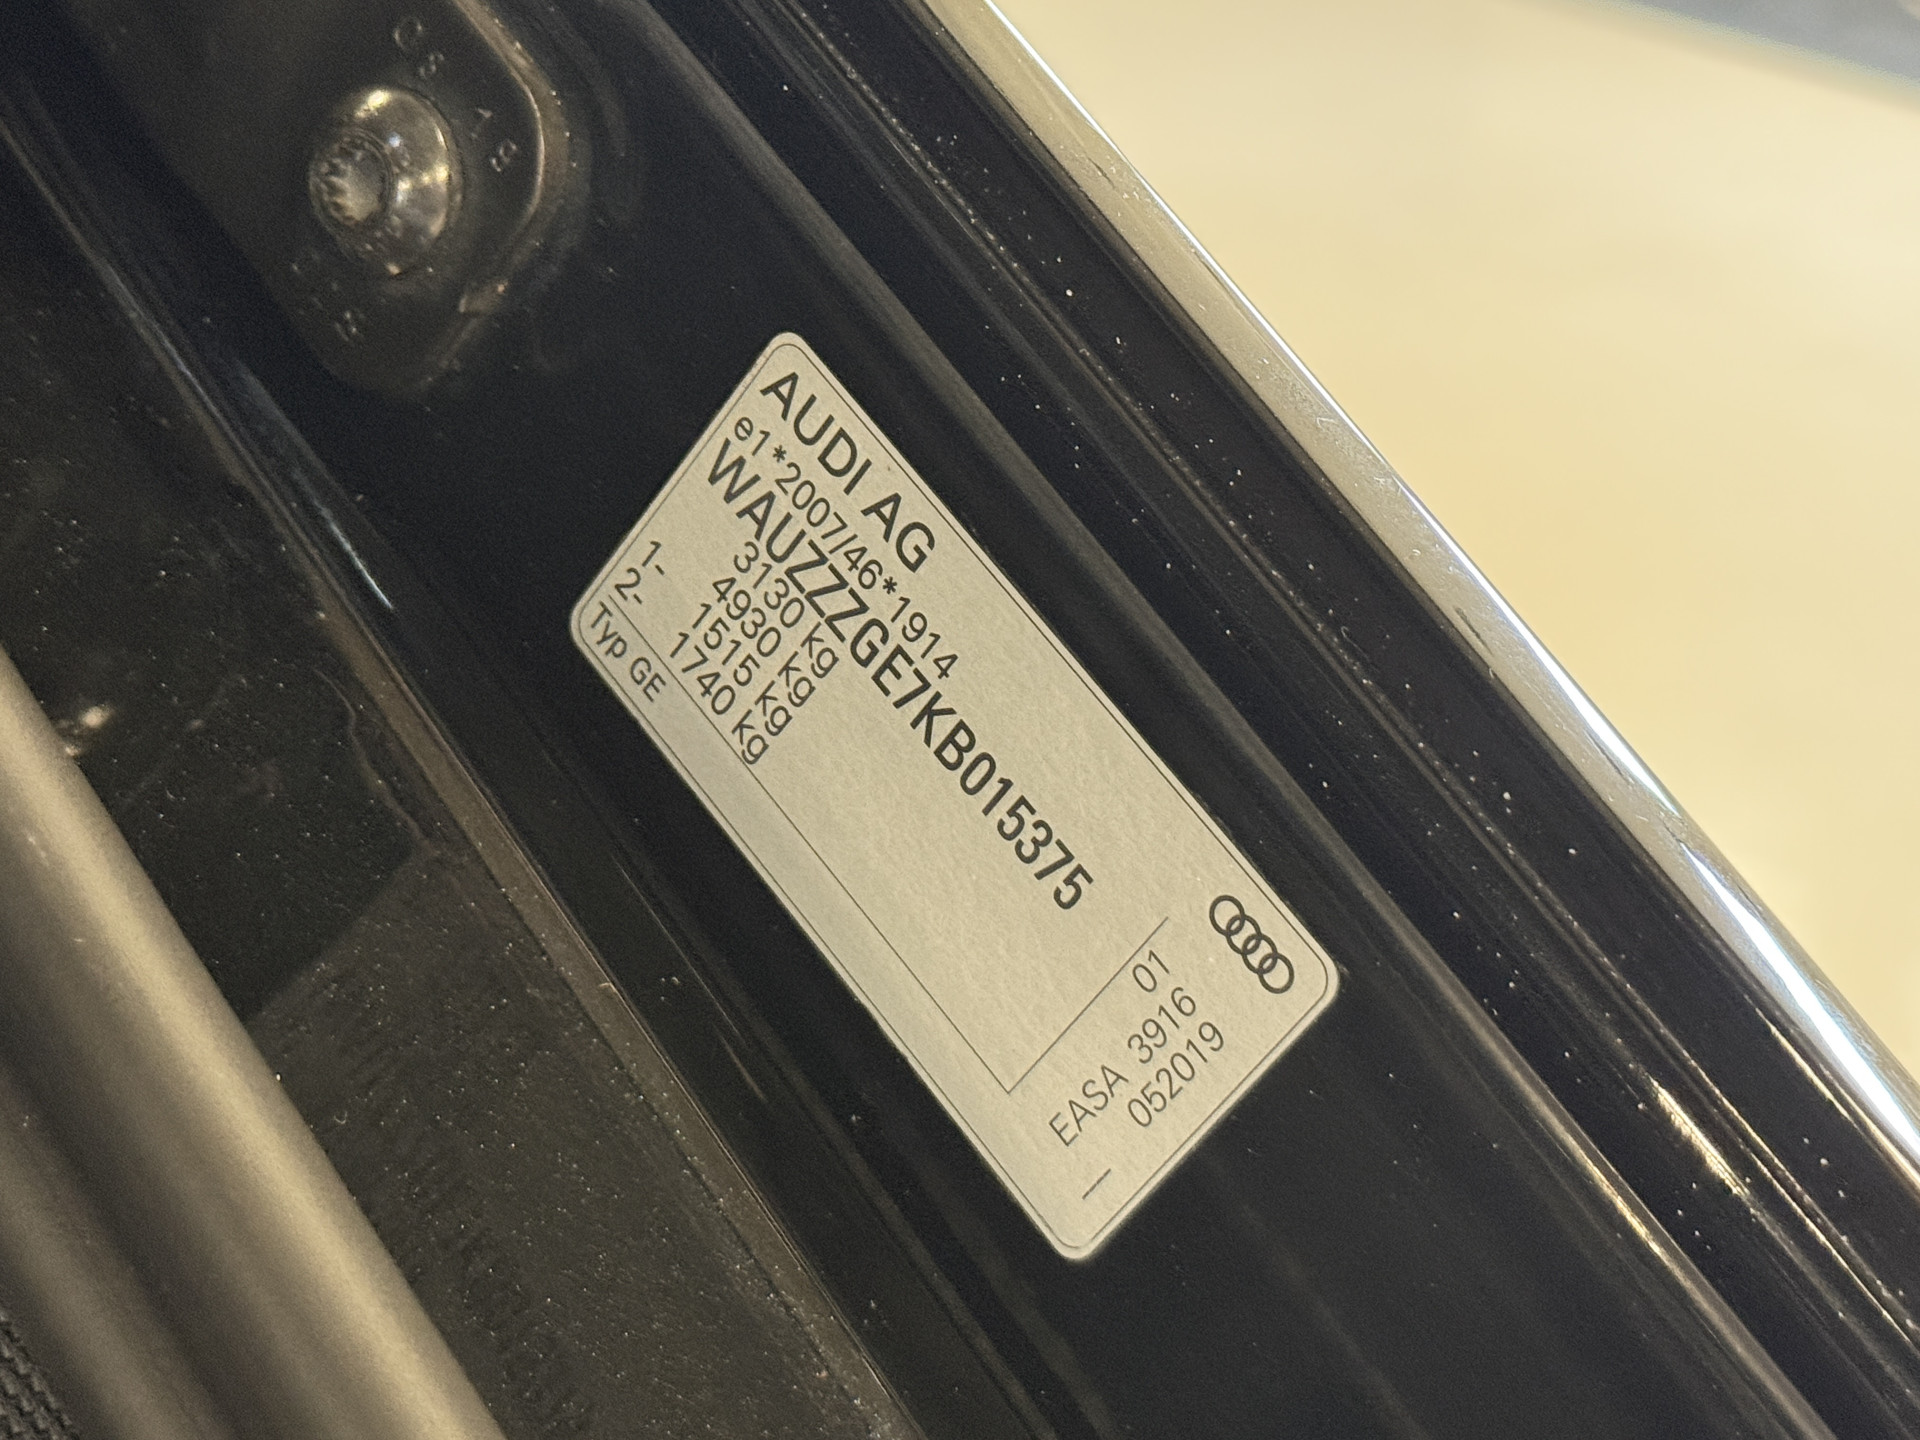 AUDI AG
e1*2007/46*1914
WAUZZZGE7KB015375
3130 kg
4930 kg
1- 1515 kg
2- 1740 kg
Typ GE
01
EASA 3916
052019
—